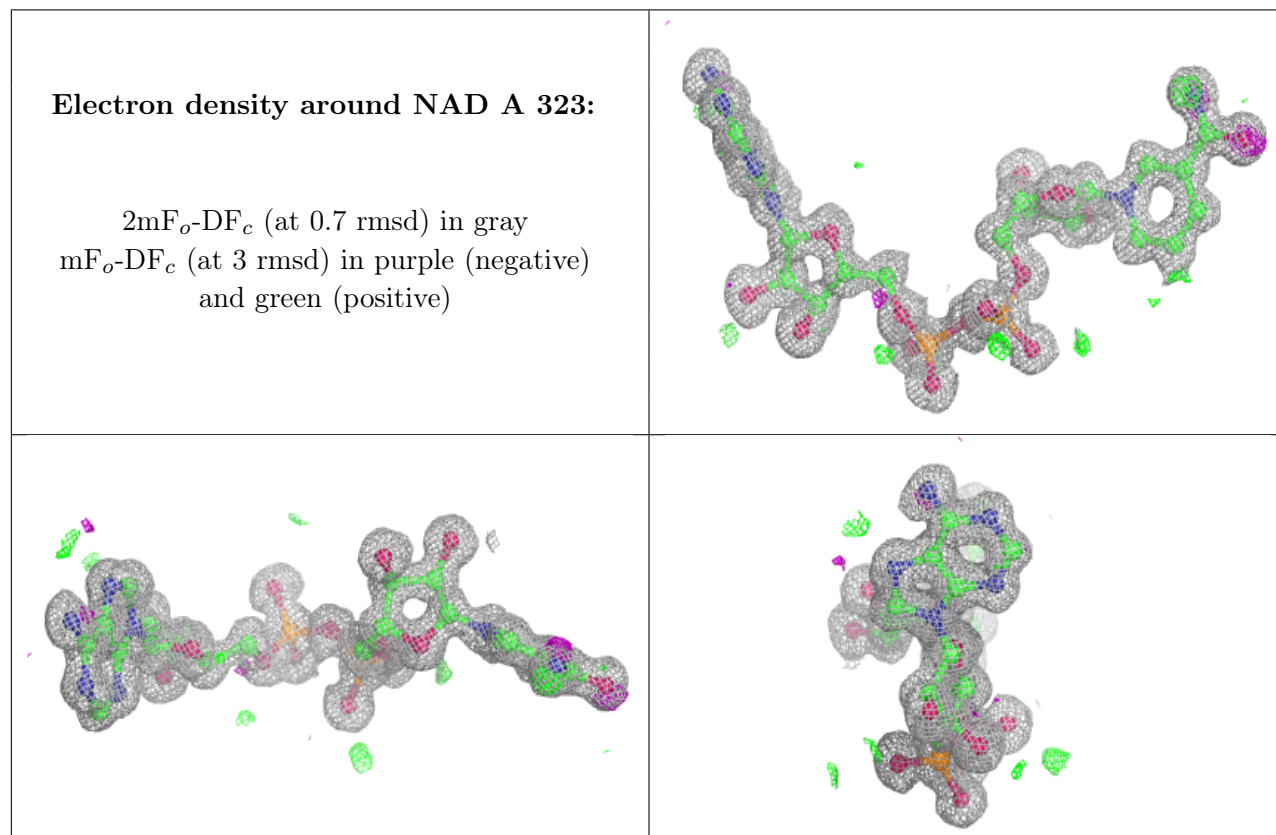 Electron density around NAD A 323:
2mFo-DFc (at 0.7 rmsd) in gray
mFo-DFc (at 3 rmsd) in purple (negative)
and green (positive)